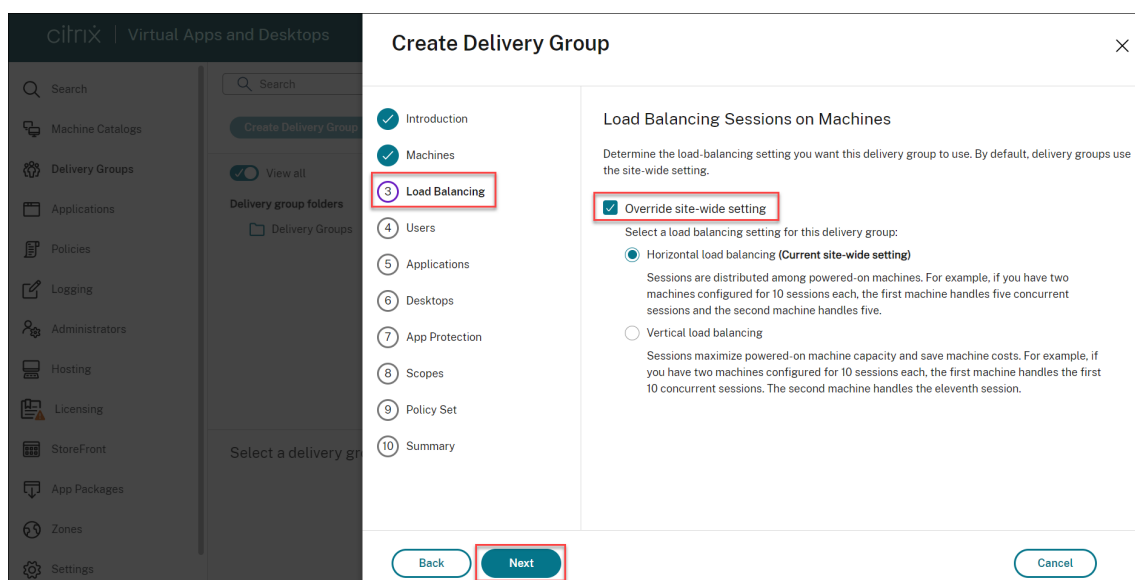 citrix | Virtual Apps and Desktops
Search
Machine Catalogs
Delivery Groups
Applications
Policies
Logging
Administrators
Hosting
Licensing
StoreFront
App Packages
Zones
Settings
Search
Create Delivery Group
View all
Delivery group folders
Delivery Groups
Select a delivery gr
Create Delivery Group
Introduction
Machines
3 Load Balancing
4 Users
5 Applications
6 Desktops
7 App Protection
8 Scopes
9 Policy Set
10 Summary
Load Balancing Sessions on Machines
Determine the load-balancing setting you want this delivery group to use. By default, delivery groups use
the site-wide setting.
Override site-wide setting
Select a load balancing setting for this delivery group:
Horizontal load balancing (Current site-wide setting)
Sessions are distributed among powered-on machines. For example, if you have two
machines configured for 10 sessions each, the first machine handles five concurrent
sessions and the second machine handles five.
Vertical load balancing
Sessions maximize powered-on machine capacity and save machine costs. For example, if
you have two machines configured for 10 sessions each, the first machine handles the first
10 concurrent sessions. The second machine handles the eleventh session.
Back
Next
Cancel